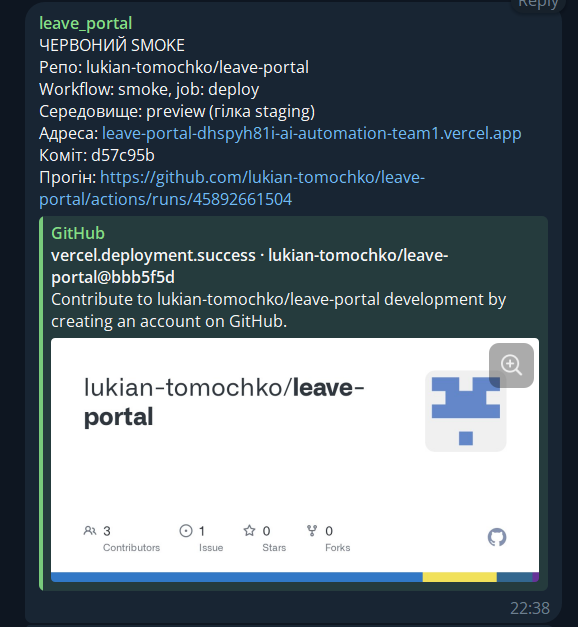 Reply
leave_portal
ЧЕРВОНИЙ SMOKE
Репо: lukian-tomochko/leave-portal
Workflow: smoke, job: deploy
Середовище: preview (гілка staging)
Адреса: leave-portal-dhspyh81i-ai-automation-team1.vercel.app
Коміт: d57c95b
Прогін: https://github.com/lukian-tomochko/leave-
portal/actions/runs/45892661504
GitHub
vercel.deployment.success · lukian-tomochko/leave-
portal@bbb5f5d
Contribute to lukian-tomochko/leave-portal development by
creating an account on GitHub.
lukian-tomochko/leave-
portal
3
Contributors
1
Issue
0
Stars
0
Forks
22:38